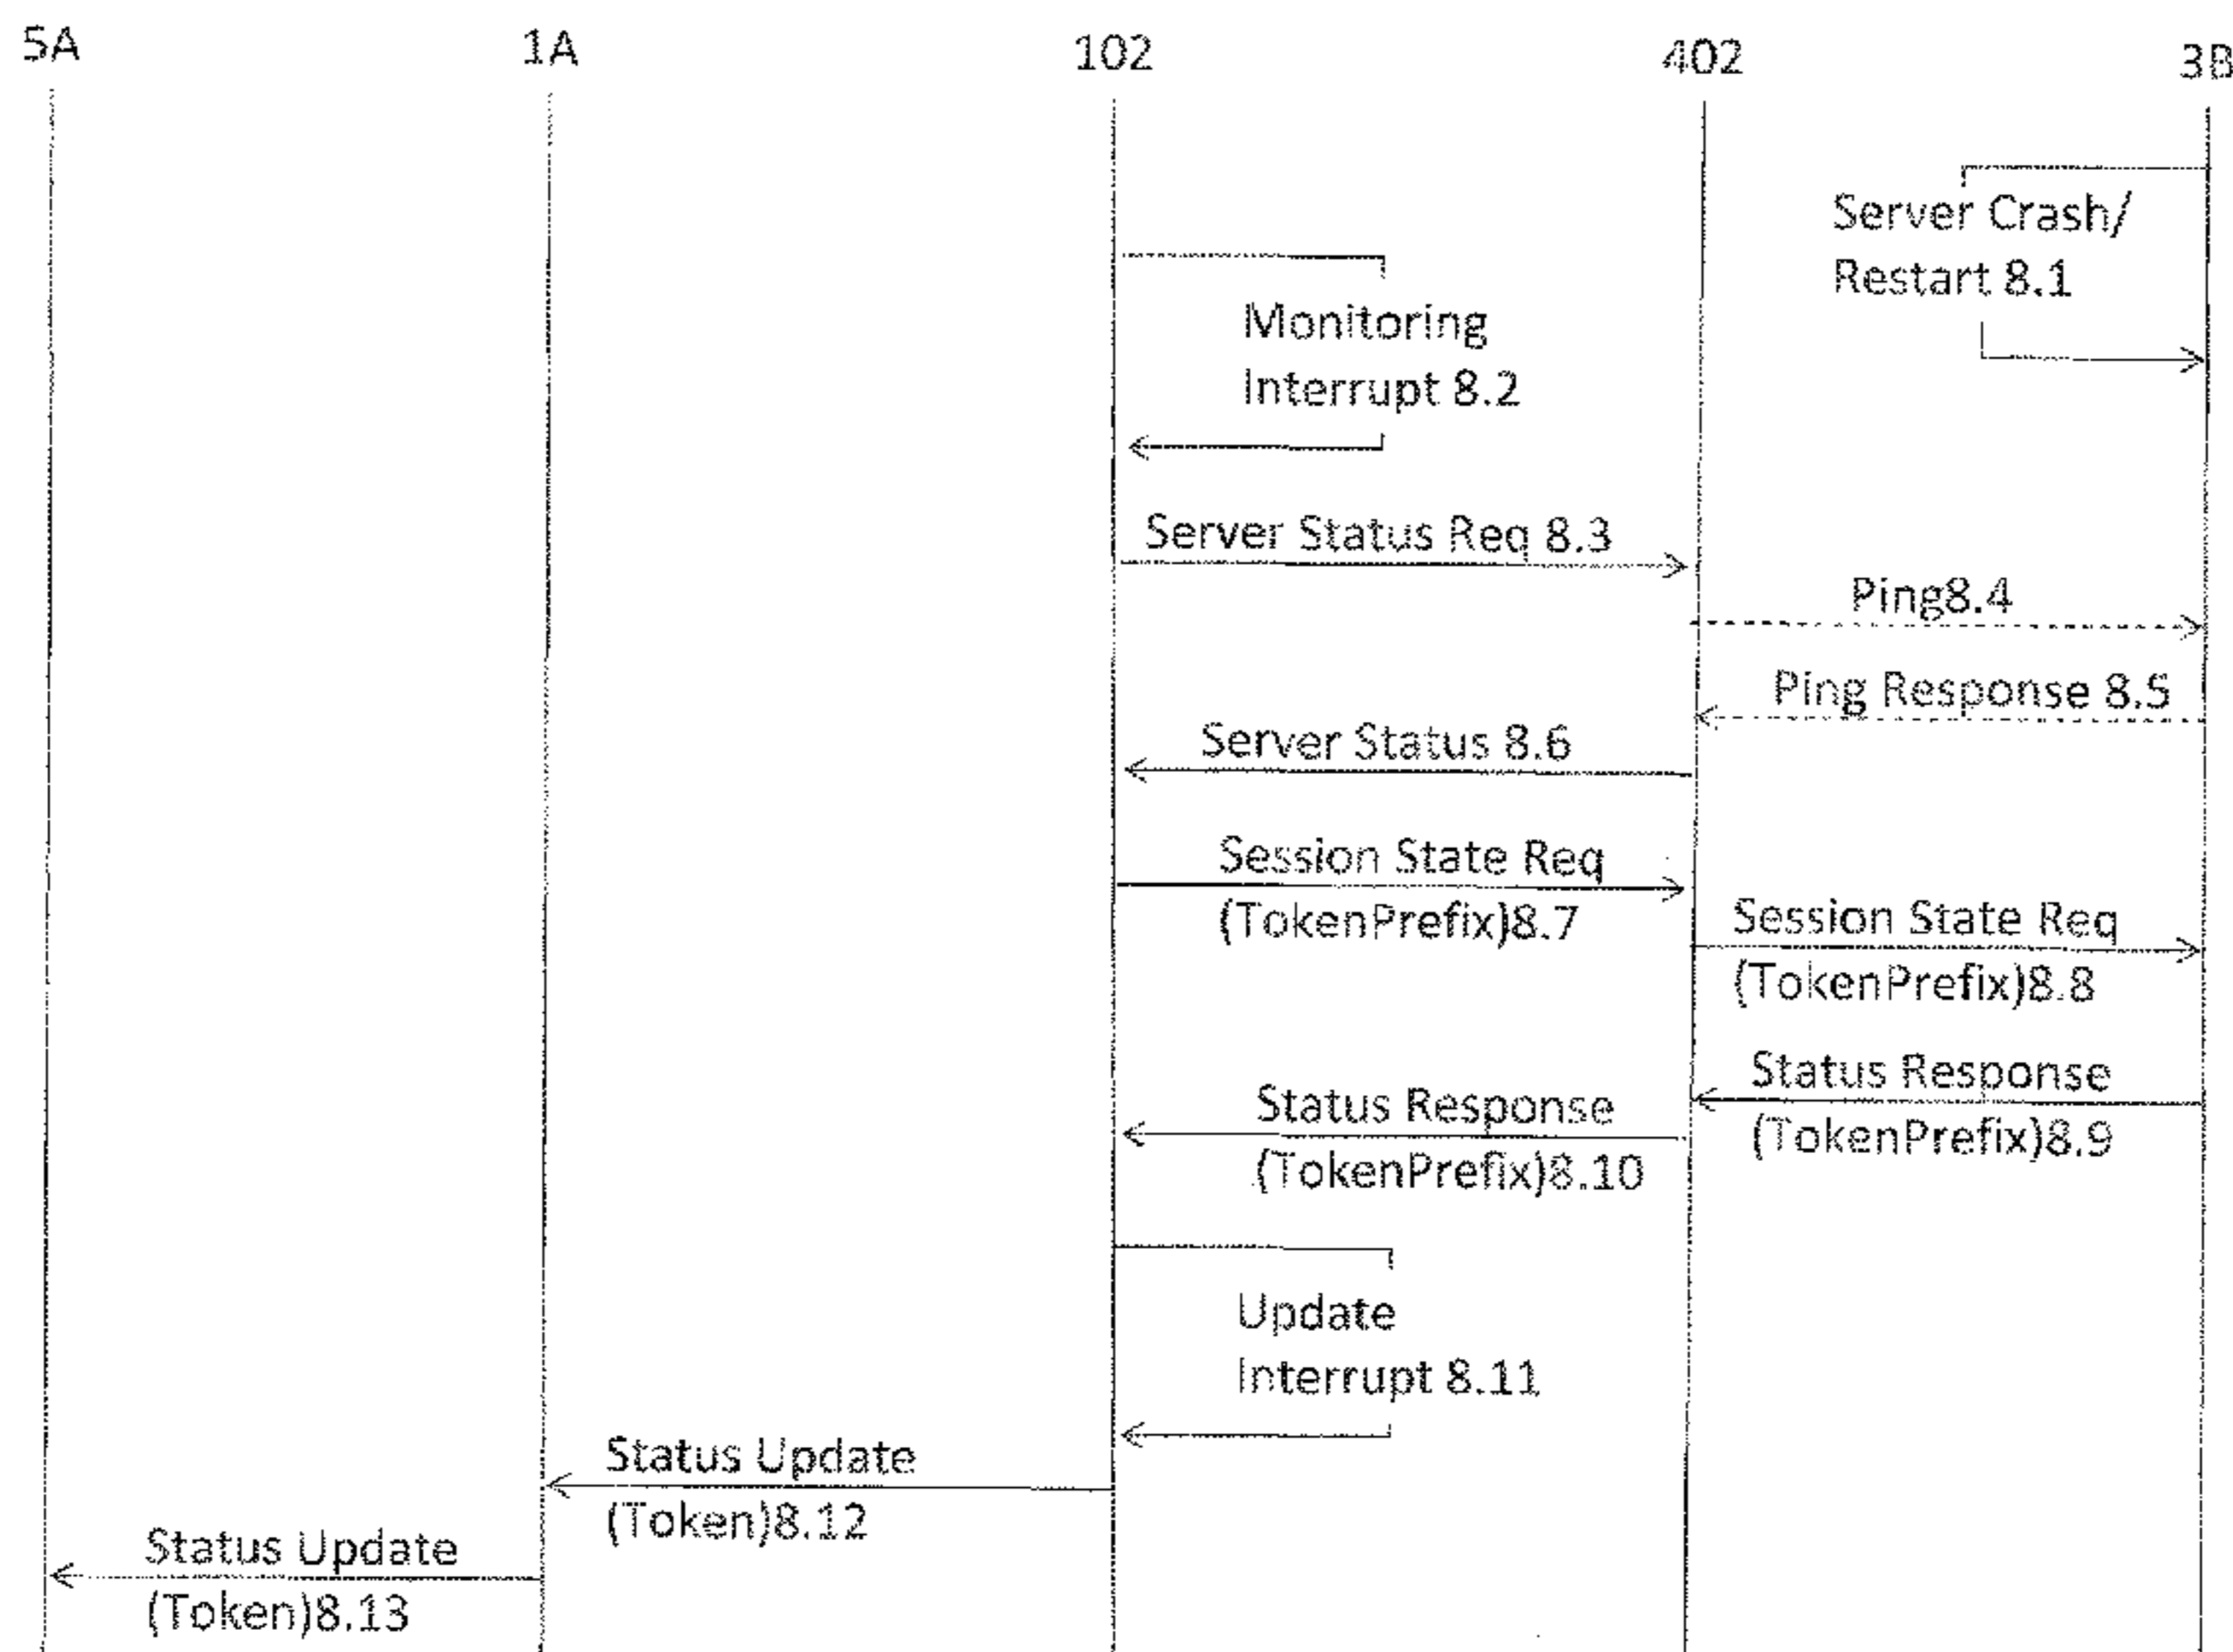 5A
1A
102
402
3B
Server Crash/
Restart 8.1
Monitoring
Interrupt 8.2
Server Status Req 8.3
Ping8.4
Ping Response 8.5
Server Status 8.6
Session State Req
(TokenPrefix)8.7
Session State Req
(TokenPrefix)8.8
Status Response
(TokenPrefix)8.9
Status Response
(TokenPrefix)8.10
Update
Interrupt 8.11
Status Update
(Token)8.12
Status Update
(Token)8.13